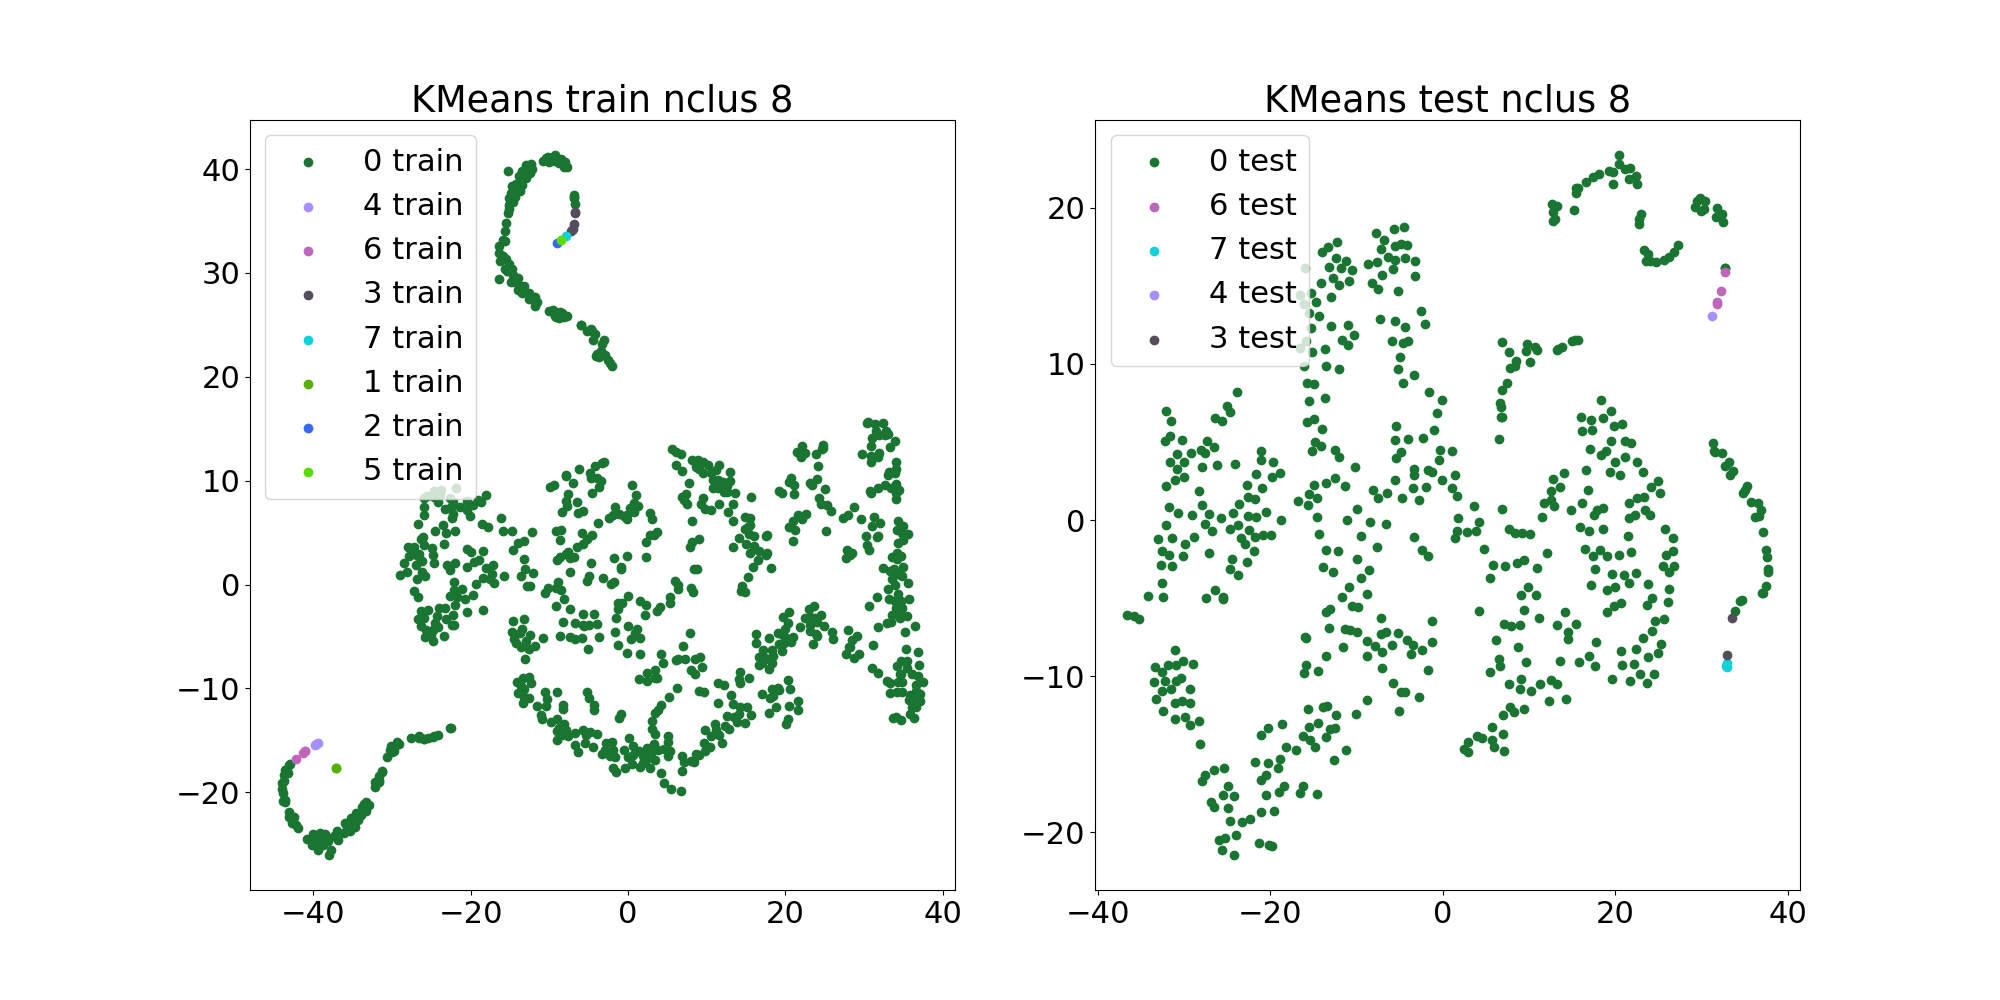 KMeans train nclus 8
0 train
4 train
6 train
3 train
7 train
1 train
2 train
5 train
40
30
20
10
0
−10
−20
−40
−20
0
20
40
KMeans test nclus 8
0 test
6 test
7 test
4 test
3 test
20
10
0
−10
−20
−40
−20
0
20
40